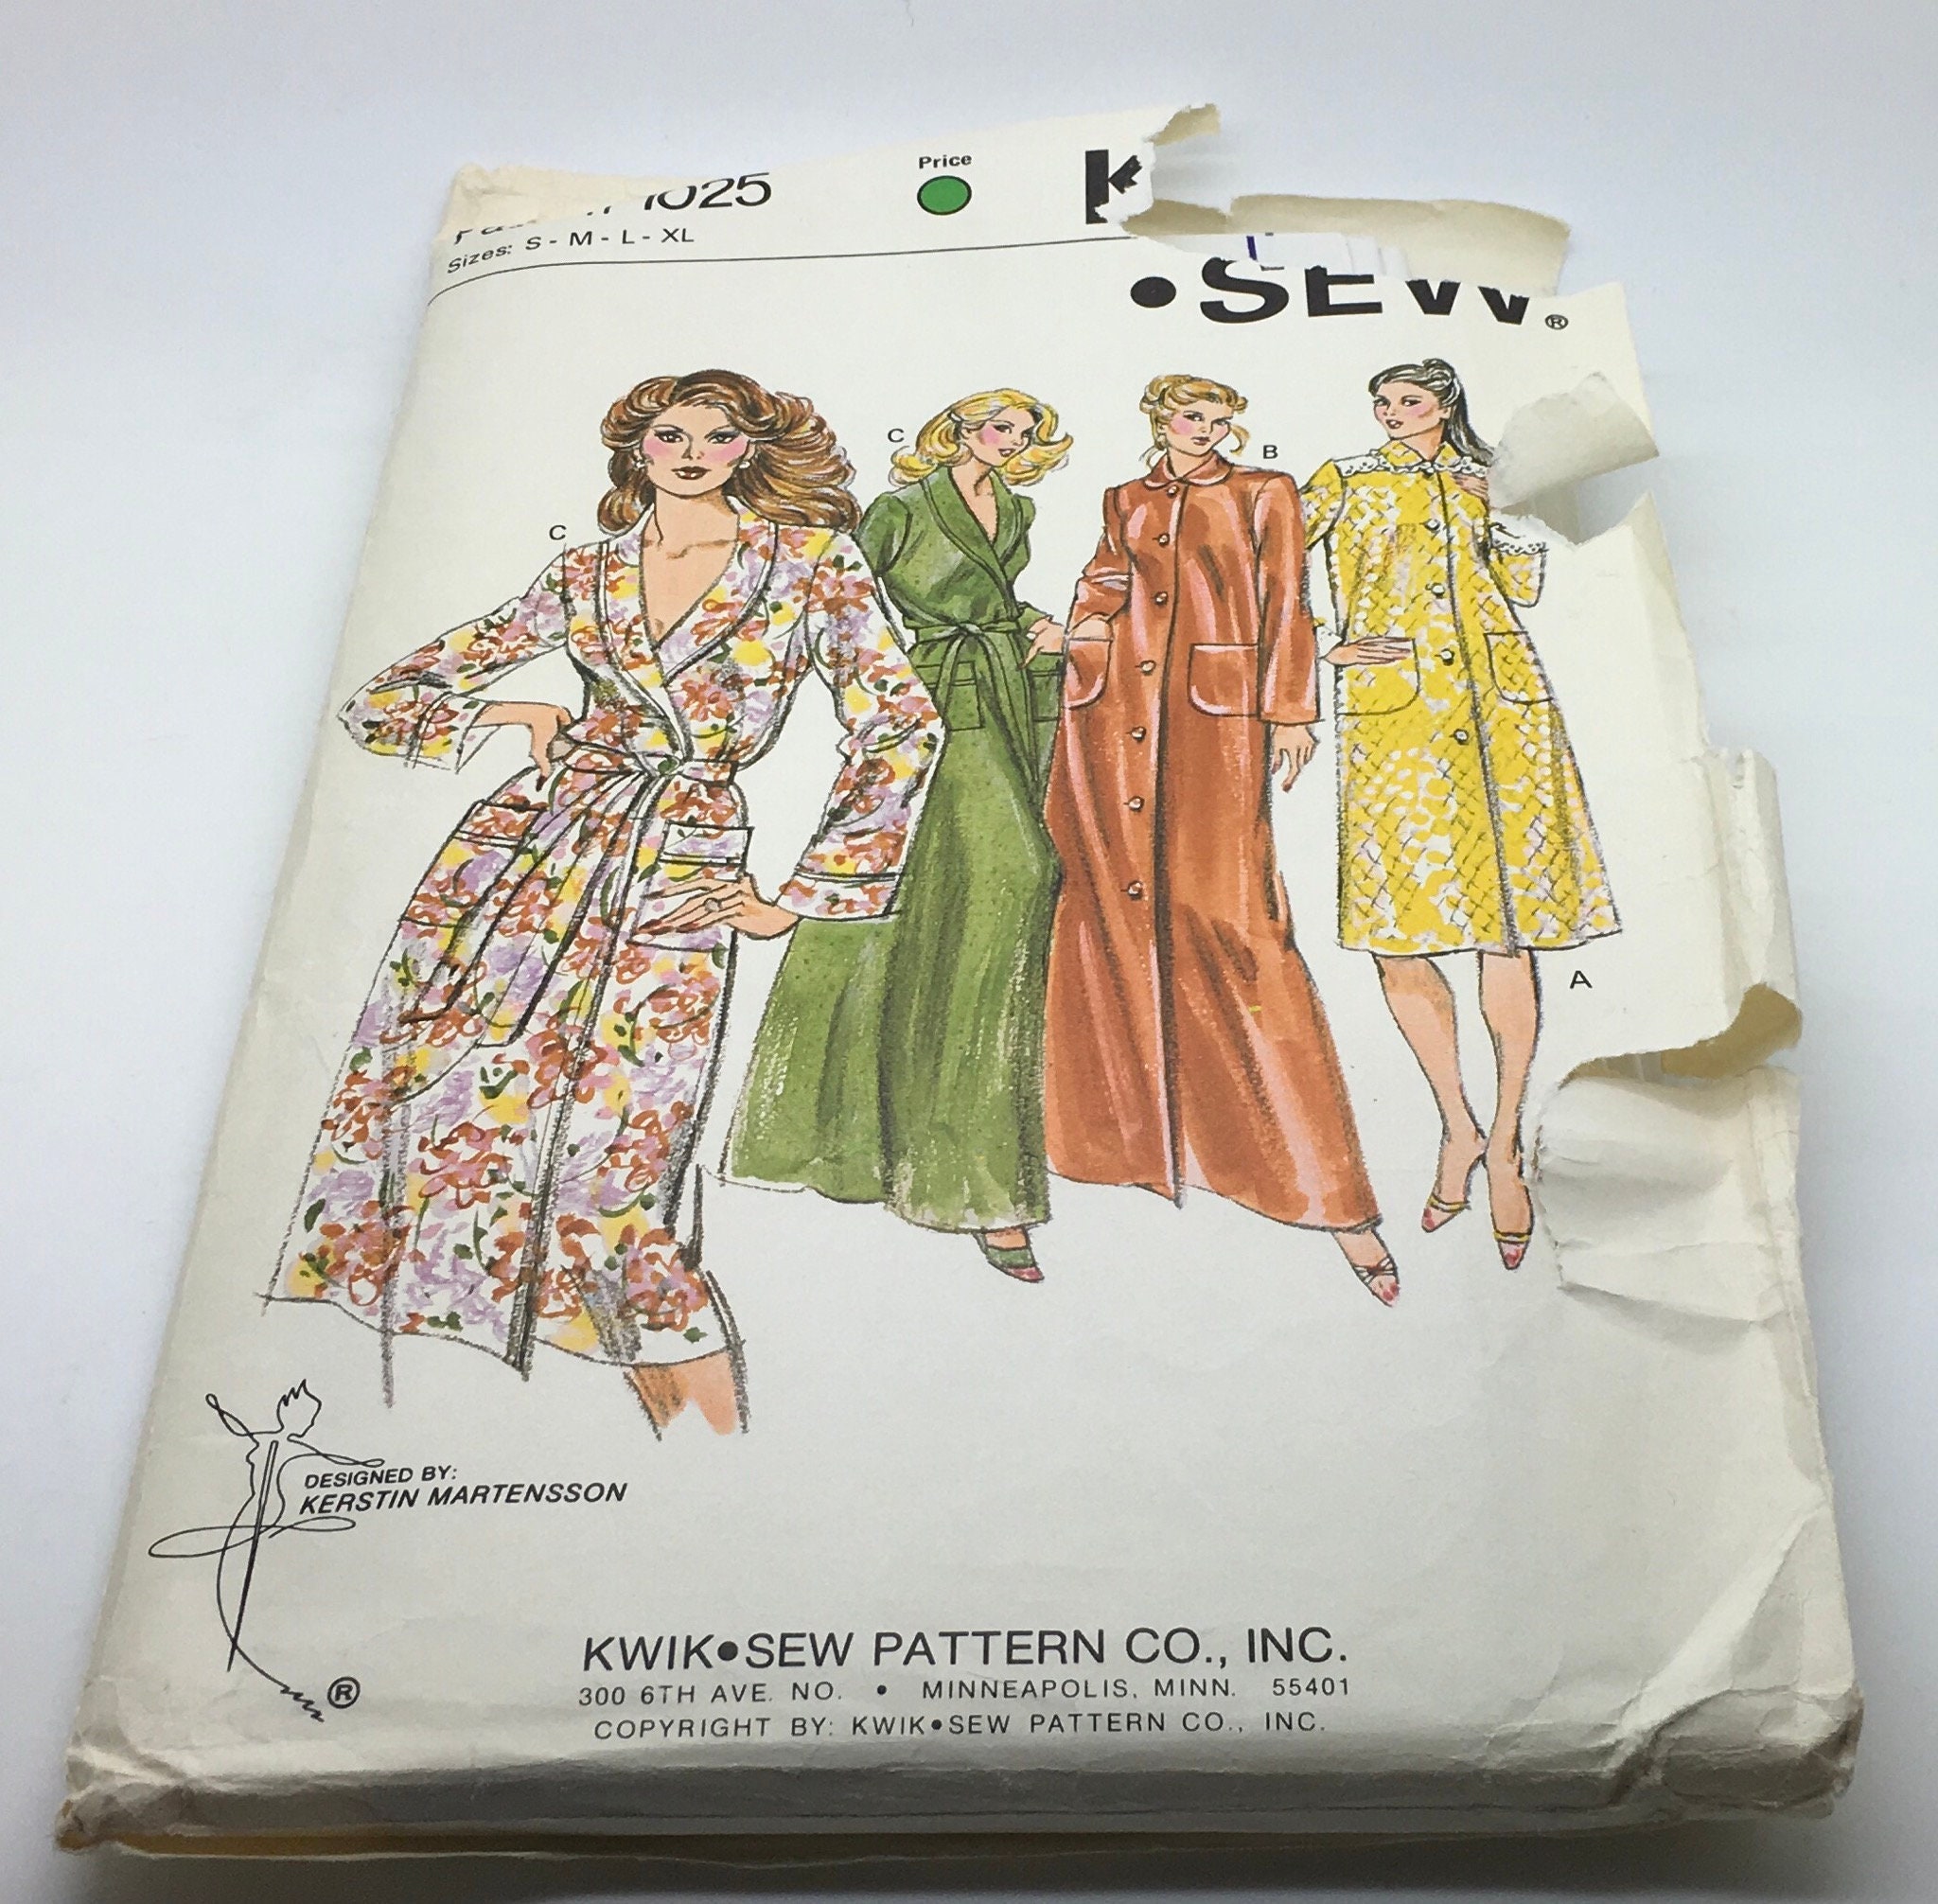 1025
Sizes: S - M - L - XL
Price
K
•SEW®
C
C
B
A
DESIGNED BY:
KERSTIN MARTENSSON
®
KWIK•SEW PATTERN CO., INC.
300 6TH AVE. NO. • MINNEAPOLIS, MINN. 55401
COPYRIGHT BY: KWIK•SEW PATTERN CO., INC.